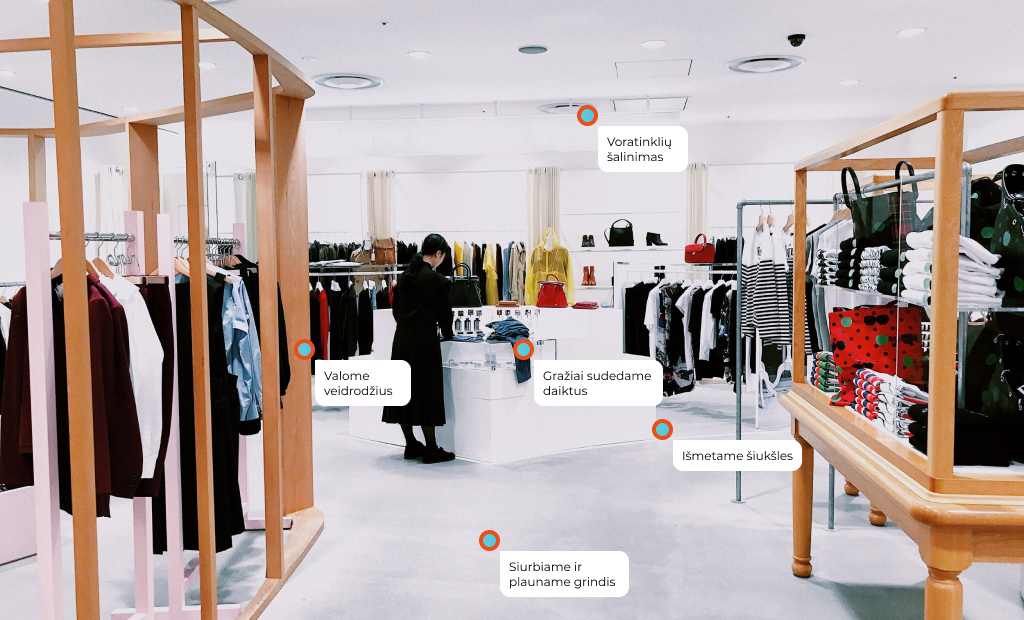 Voratinklių
šalinimas
Valome
veidrodžius
Gražiai sudedame
daiktus
Išmetame šiukšles
Siurbiame ir
plauname grindis